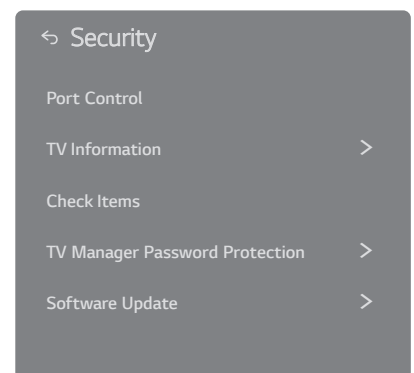 Security
Port Control
TV Information
Check Items
TV Manager Password Protection
Software Update